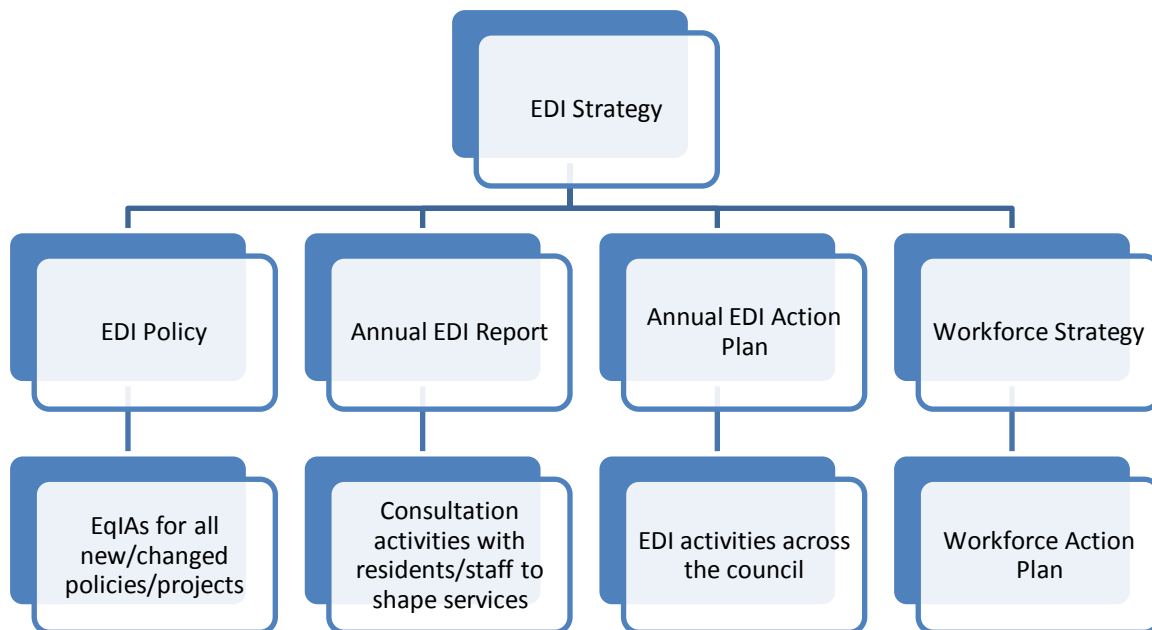 EDI Strategy
EDI Policy
Annual EDI Report
Annual EDI Action
Plan
Workforce Strategy
EqIAs for all
new/changed
policies/projects
Consultation
activities with
residents/staff to
shape services
EDI activities across
the council
Workforce Action
Plan